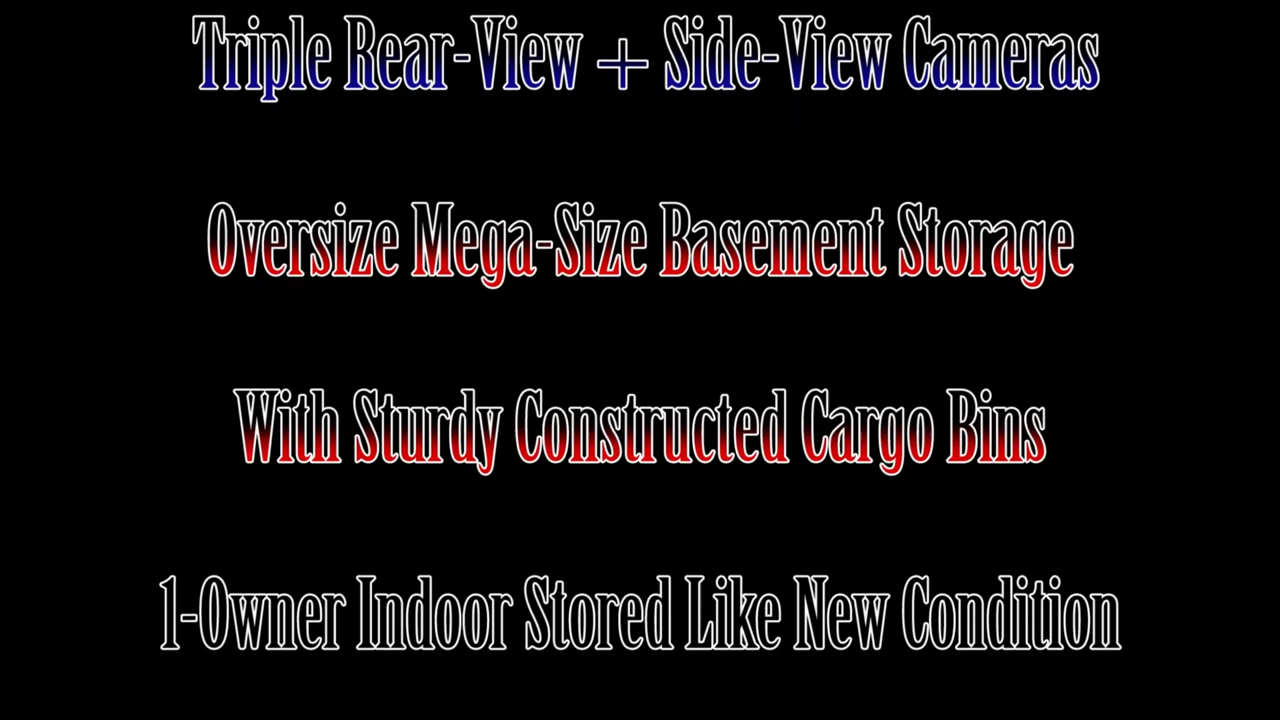 Triple Rear-View + Side-View Cameras
Oversize Mega-Size Basement Storage
With Sturdy Constructed Cargo Bins
1-Owner Indoor Stored Like New Condition